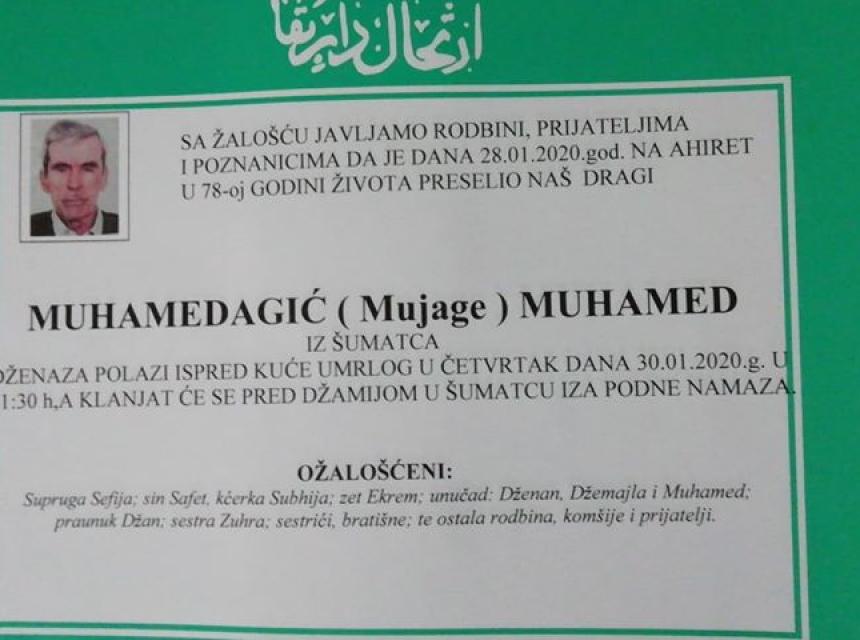 ارتحال دار بقا
SA ŽALOŠĆU JAVLJAMO RODBINI, PRIJATELJIMA
I POZNANICIMA DA JE DANA 28.01.2020.god. NA AHIRET
U 78-oj GODINI ŽIVOTA PRESELIO NAŠ DRAGI
MUHAMEDAGIĆ ( Mujage ) MUHAMED
IZ ŠUMATCA
DŽENAZA POLAZI ISPRED KUĆE UMRLOG U ČETVRTAK DANA 30.01.2020.g. U
1:30 h,A KLANJAT ĆE SE PRED DŽAMIJOM U ŠUMATCU IZA PODNE NAMAZA.
OŽALOŠĆENI:
Supruga Sefija; sin Safet, kćerka Subhija; zet Ekrem; unučad: Dženan, Džemajla i Muhamed;
praunuk Džan; sestra Zuhra; sestrići, bratišne; te ostala rodbina, komšije i prijatelji.